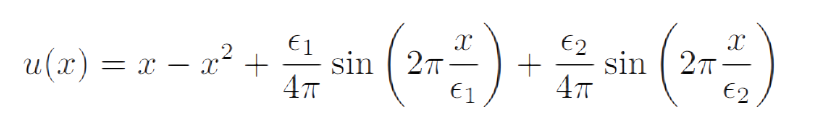 u(x) = x − x² + ϵ₁/4π sin(2π x/ϵ₁) + ϵ₂/4π sin(2π x/ϵ₂)